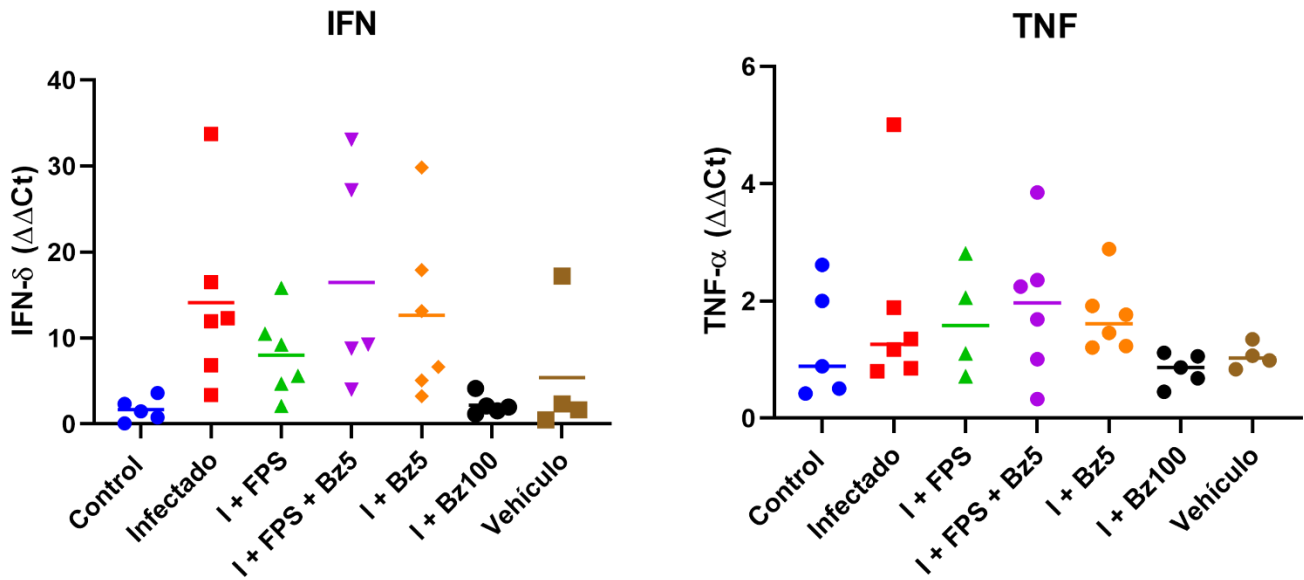 IFN
IFN-δ (ΔΔCt)
40
30
20
10
0
Control
Infectado
I + FPS
I + FPS + Bz5
I + Bz5
I + Bz100
Vehículo
TNF
TNF-α (ΔΔCt)
6
4
2
0
Control
Infectado
I + FPS
I + FPS + Bz5
I + Bz5
I + Bz100
Vehículo